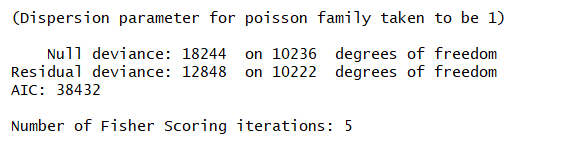 (Dispersion parameter for poisson family taken to be 1)
Null deviance: 18244 on 10236 degrees of freedom
Residual deviance: 12848 on 10222 degrees of freedom
AIC: 38432
Number of Fisher Scoring iterations: 5